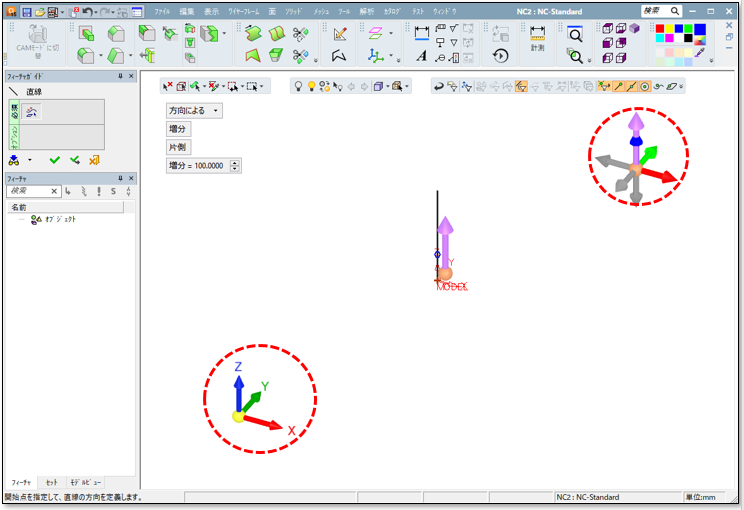 ファイル 編集 表示 ワイヤーフレーム 面 ソリッド メッシュ ツール 解析 カタログ テスト ウィンドウ NC2 : NC-Standard 検索
CAMモードに切替
計測
フィーチャガイド
直線
フィーチャ
検索
名前
オブジェクト
方向による
増分
片側
増分 = 100.0000
Y
MODEL
Z
Y
X
フィーチャ セット モデルビュー
開始点を指定して、直線の方向を定義します。 NC2 : NC-Standard 単位:mm